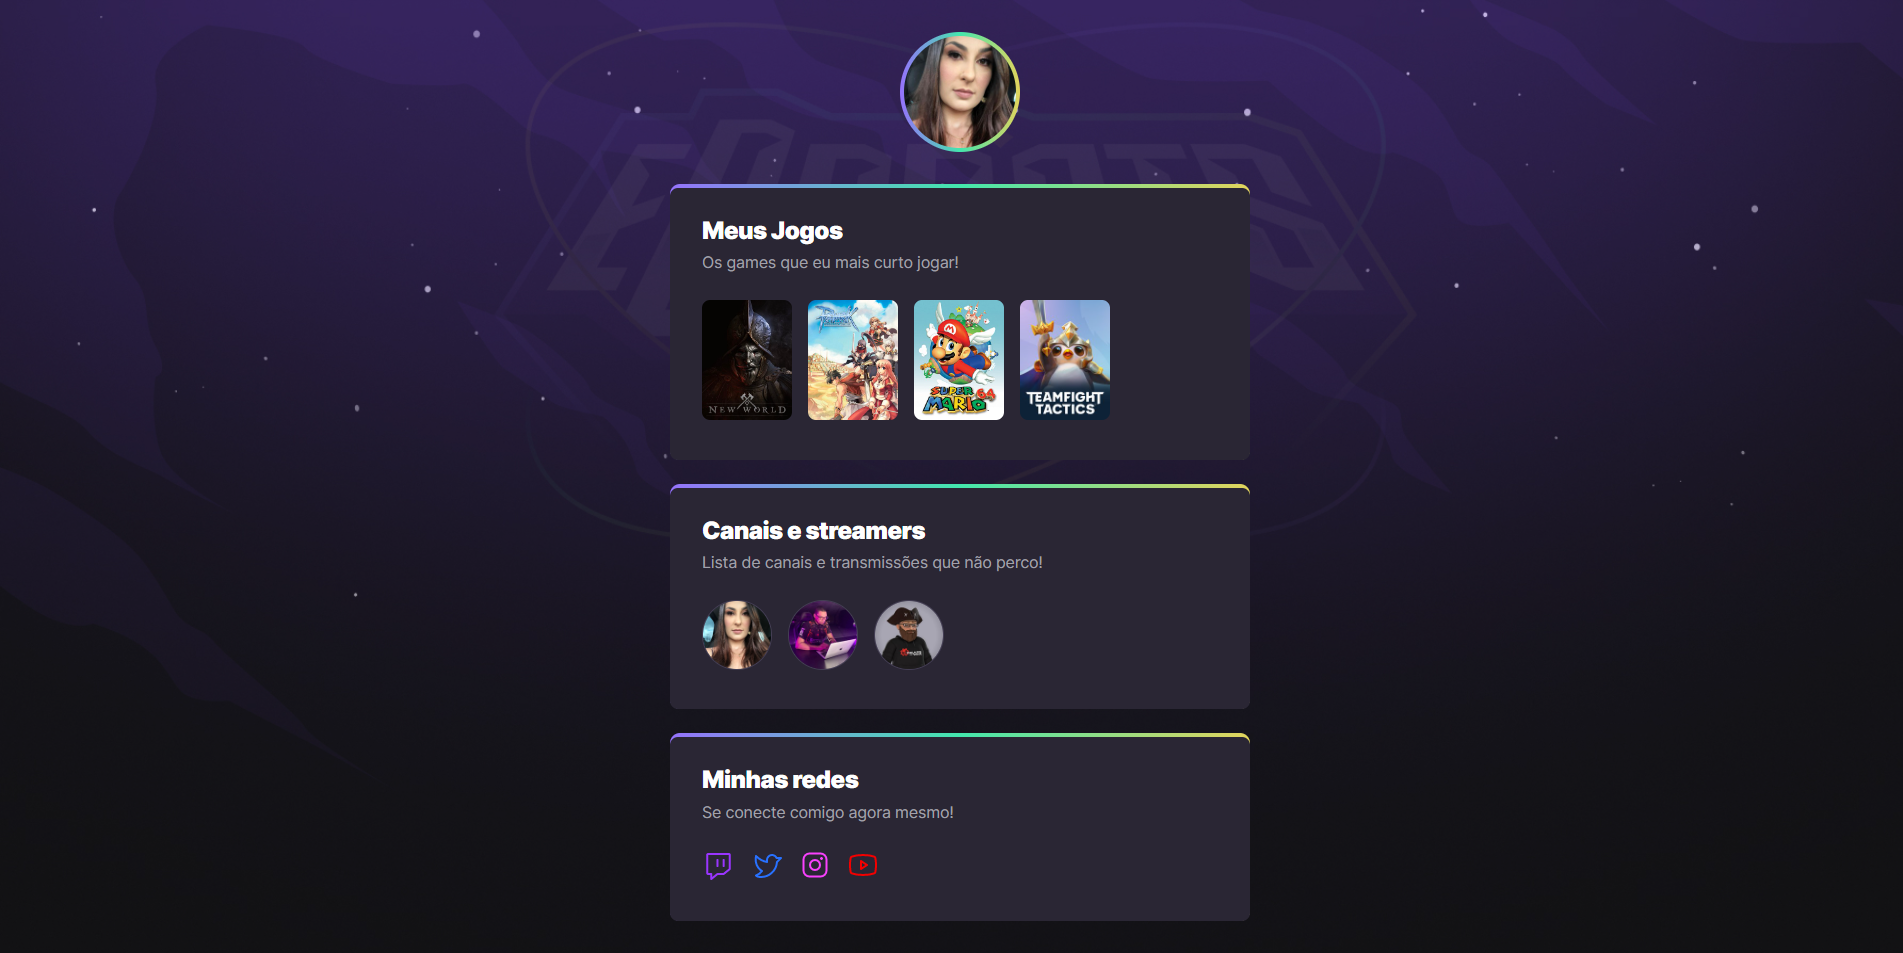 Meus Jogos
Os games que eu mais curto jogar!
NEW WORLD
SUPER
MARIO 64
TEAMFIGHT
TACTICS
Canais e streamers
Lista de canais e transmissões que não perco!
Minhas redes
Se conecte comigo agora mesmo!